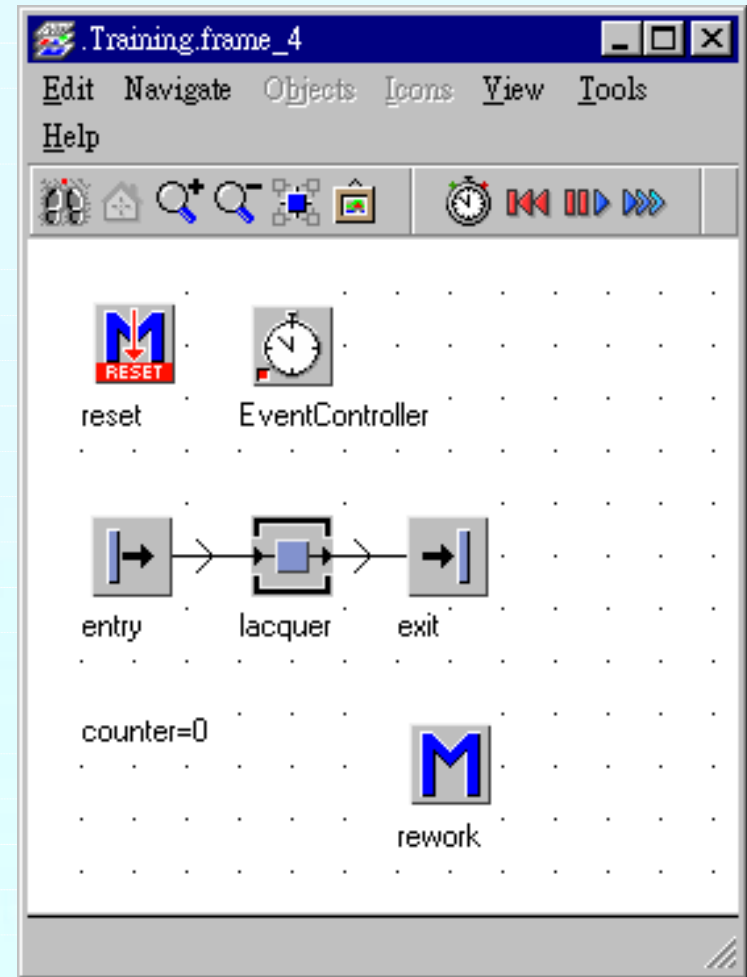 .Training.frame_4
Edit Navigate Objects Icons View Tools
Help
M
RESET
reset EventController
entry lacquer exit
counter=0
M
rework